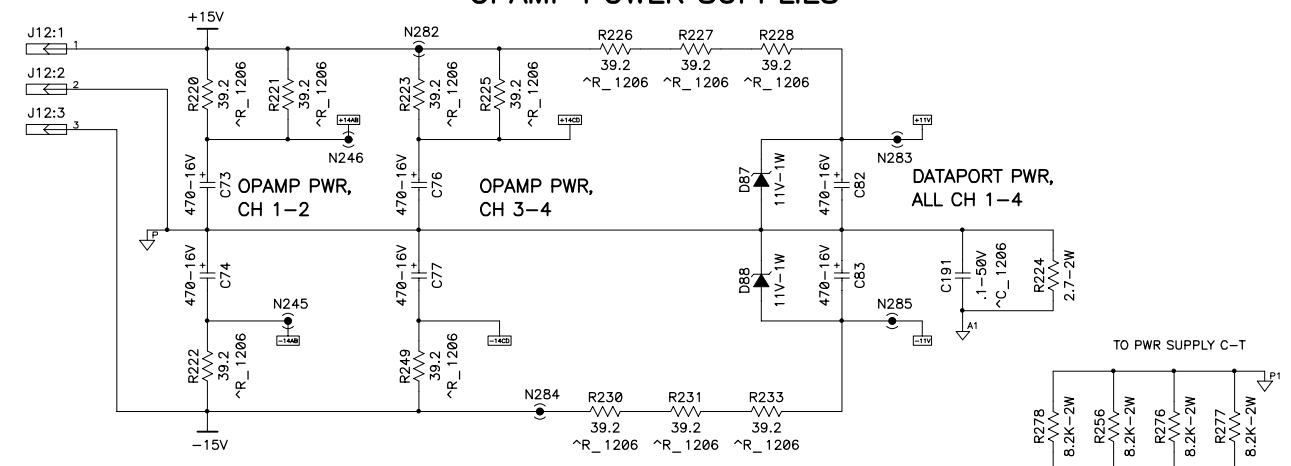 OPAMP POWER SUPPLIES
+15V
J12:1
1
J12:2
2
J12:3
3
N282
R226
39.2
^R_1206
R227
39.2
^R_1206
R228
39.2
^R_1206
R220
39.2
^R_1206
R221
39.2
^R_1206
R223
39.2
^R_1206
R225
39.2
^R_1206
+14AB
N246
+14CD
+11V
N283
470-16V
+
C73
OPAMP PWR,
CH 1-2
470-16V
+
C76
OPAMP PWR,
CH 3-4
D87
11V-1W
470-16V
+
C82
DATAPORT PWR,
ALL CH 1-4
P
470-16V
+
C74
470-16V
+
C77
D88
11V-1W
470-16V
+
C83
C191
.1-50V
^C_1206
R224
2.7-2W
N245
-14AB
-14CD
N285
-11V
A1
R222
39.2
^R_1206
R249
39.2
^R_1206
N284
R230
39.2
^R_1206
R231
39.2
^R_1206
R233
39.2
^R_1206
-15V
TO PWR SUPPLY C-T
P1
R278
8.2K-2W
R256
8.2K-2W
R276
8.2K-2W
R277
8.2K-2W